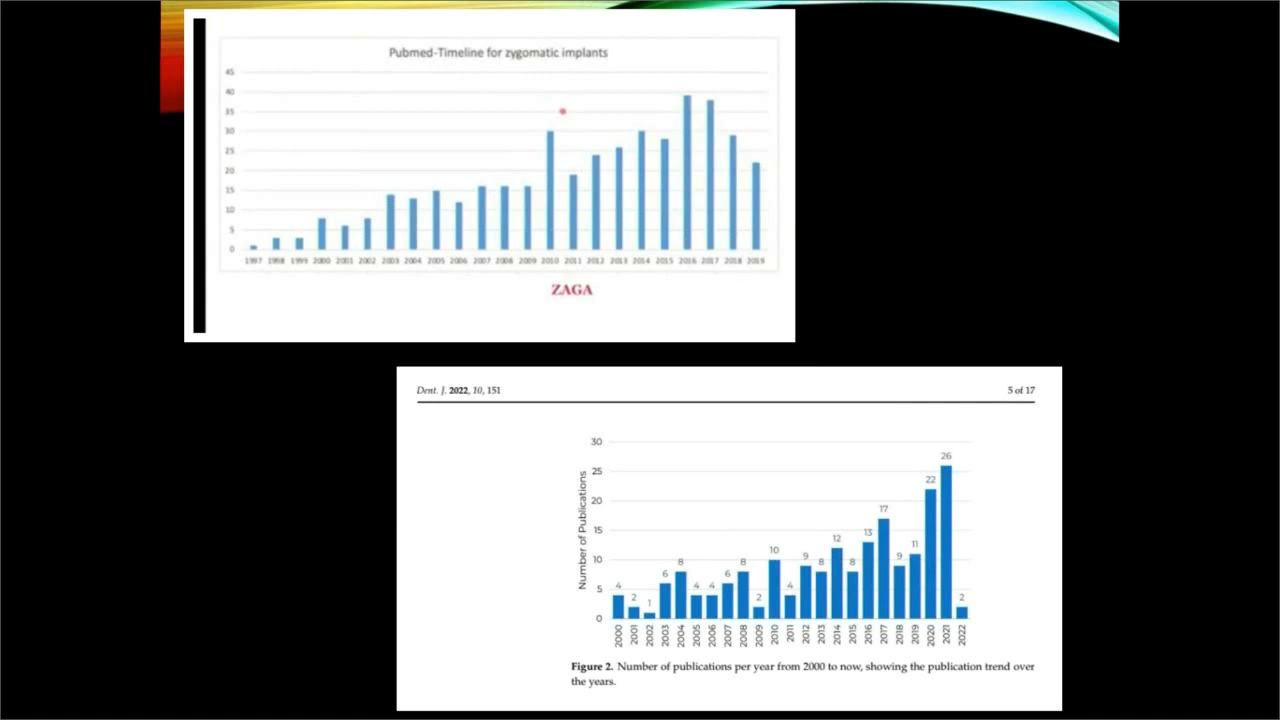 Pubmed-Timeline for zygomatic implants
45
40
35
30
25
20
15
10
5
0
1997 1998 1999 2000 2001 2002 2003 2004 2005 2006 2007 2008 2009 2010 2011 2012 2013 2014 2015 2016 2017 2018 2019
ZAGA
Dent. J. 2022, 10, 151 5 of 17
Number of Publications
30
25
20
15
10
5
0
4 2 1 6 8 4 4 6 8 2 10 4 9 8 12 8 13 17 9 11 22 26 2
2000 2001 2002 2003 2004 2005 2006 2007 2008 2009 2010 2011 2012 2013 2014 2015 2016 2017 2018 2019 2020 2021 2022
Figure 2. Number of publications per year from 2000 to now, showing the publication trend over
the years.